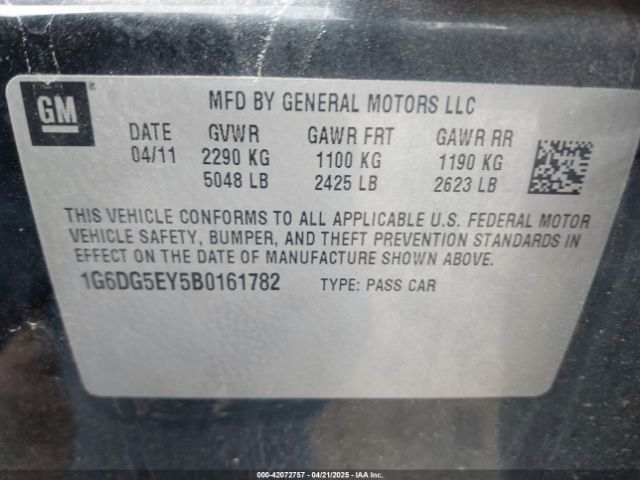 GM
MFD BY GENERAL MOTORS LLC
DATE GVWR GAWR FRT GAWR RR
04/11 2290 KG 1100 KG 1190 KG
5048 LB 2425 LB 2623 LB
THIS VEHICLE CONFORMS TO ALL APPLICABLE U.S. FEDERAL MOTOR
VEHICLE SAFETY, BUMPER, AND THEFT PREVENTION STANDARDS IN
EFFECT ON THE DATE OF MANUFACTURE SHOWN ABOVE.
1G6DG5EY5B0161782 TYPE: PASS CAR
000-42072757 - 04/21/2025 - IAA Inc.